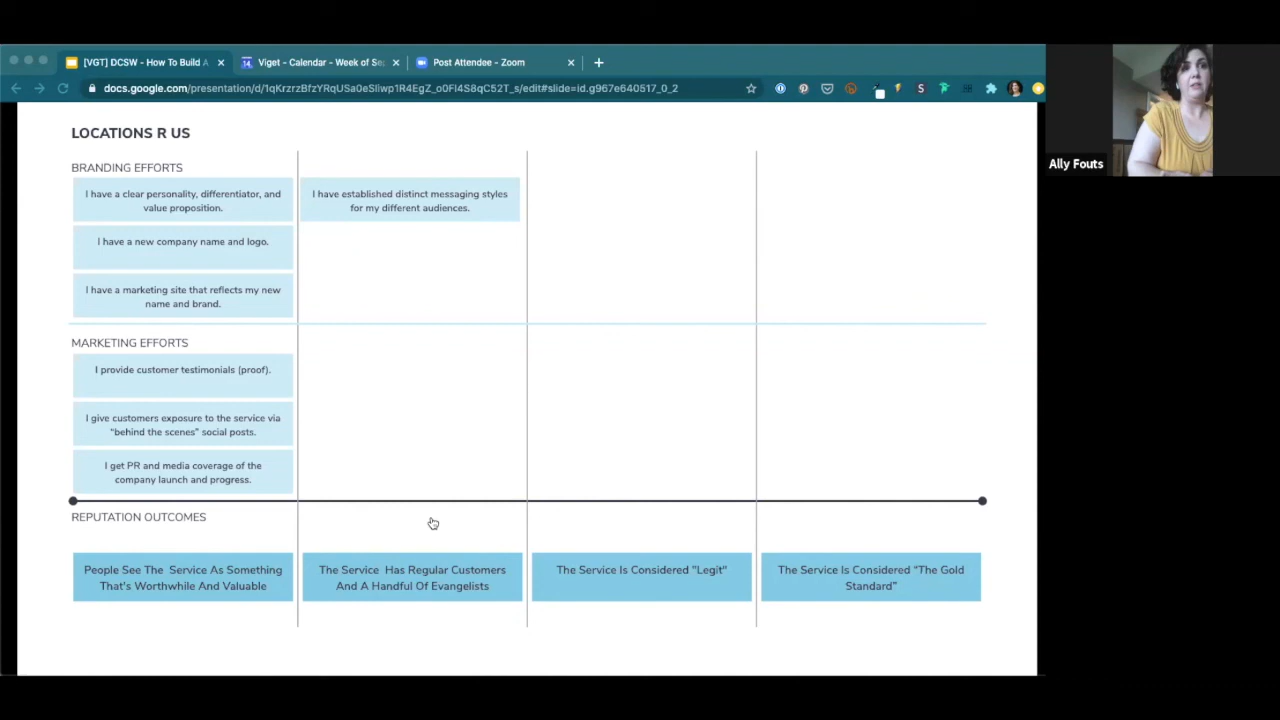 [VGT] DCSW - How To Build A
Viget - Calendar - Week of Se
Post Attendee - Zoom
docs.google.com/presentation/d/1qKrzrzBfzYRqUSa0eSliwp1R4EgZ_o0Fl4S8qC52T_s/edit#slide=id.g967e640517_0_2
Ally Fouts
LOCATIONS R US
BRANDING EFFORTS
I have a clear personality, differentiator, and
value proposition.
I have established distinct messaging styles
for my different audiences.
I have a new company name and logo.
I have a marketing site that reflects my new
name and brand.
MARKETING EFFORTS
I provide customer testimonials (proof).
I give customers exposure to the service via
“behind the scenes” social posts.
I get PR and media coverage of the
company launch and progress.
REPUTATION OUTCOMES
People See The Service As Something
That's Worthwhile And Valuable
The Service Has Regular Customers
And A Handful Of Evangelists
The Service Is Considered "Legit"
The Service Is Considered “The Gold
Standard”